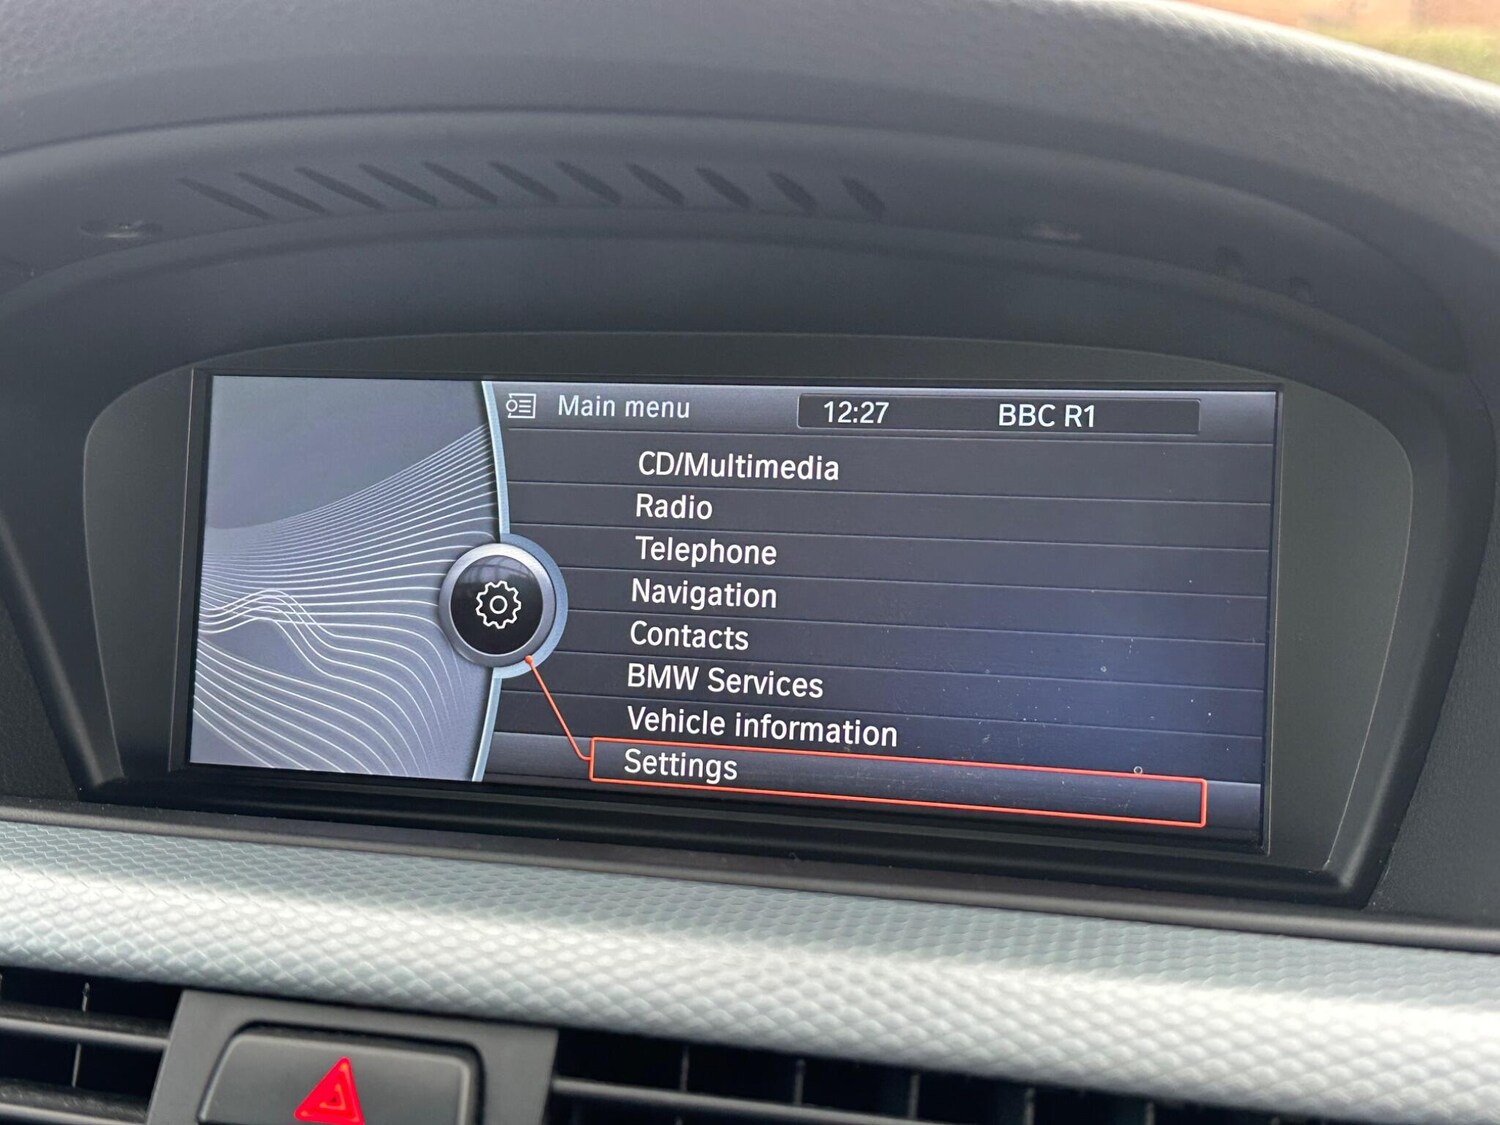 Main menu 12:27 BBC R1
CD/Multimedia
Radio
Telephone
Navigation
Contacts
BMW Services
Vehicle information
Settings